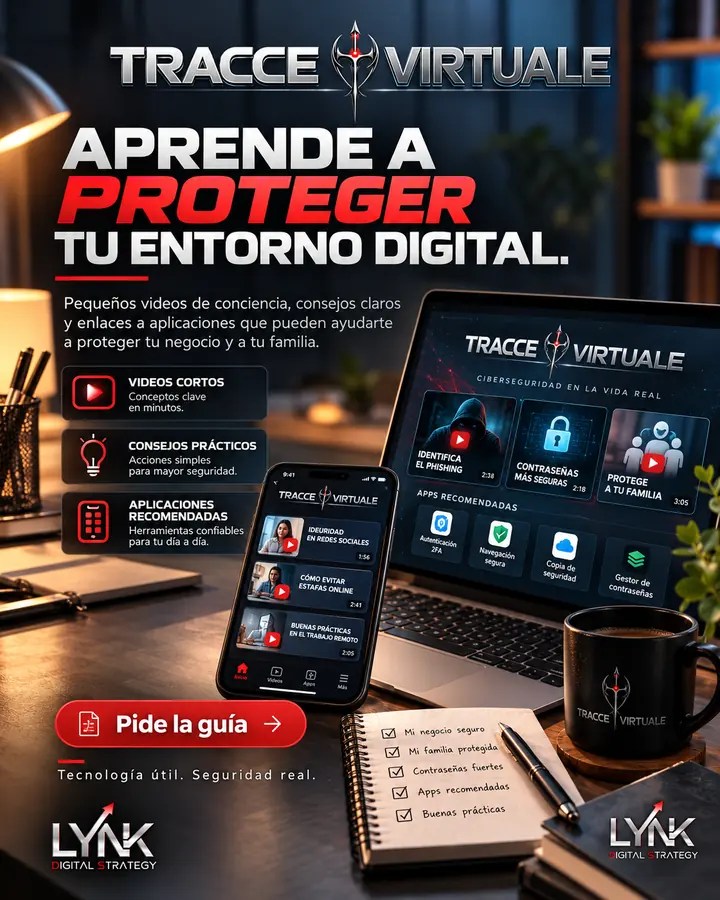 TRACCE VIRTUALE
APRENDE A
PROTEGER
TU ENTORNO DIGITAL.
Pequeños videos de conciencia, consejos claros
y enlaces a aplicaciones que pueden ayudarte
a proteger tu negocio y a tu familia.
VIDEOS CORTOS
Conceptos clave
en minutos.
CONSEJOS PRÁCTICOS
Acciones simples
para mayor seguridad.
APLICACIONES
RECOMENDADAS
Herramientas confiables
para tu día a día.
TRACCE VIRTUALE
CIBERSEGURIDAD EN LA VIDA REAL
IDENTIFICA
EL PHISHING
2:38
CONTRASEÑAS
MÁS SEGURAS
2:18
PROTEGE
A TU FAMILIA
3:05
APPS RECOMENDADAS
Autenticación
2FA
Navegación
segura
Copia de
seguridad
Gestor de
contraseñas
9:41
TRACCE VIRTUALE
IDEURIDAD
EN REDES SOCIALES
1:56
CÓMO EVITAR
ESTAFAS ONLINE
2:41
BUENAS PRÁCTICAS
EN EL TRABAJO REMOTO
2:05
Inicio
Videos
Apps
Más
Pide la guía
Tecnología útil. Seguridad real.
LYNK
DIGITAL STRATEGY
Mi negocio seguro
Mi familia protegida
Contraseñas fuertes
Apps recomendadas
Buenas prácticas
TRACCE VIRTUALE
LYNK
DIGITAL STRATEGY